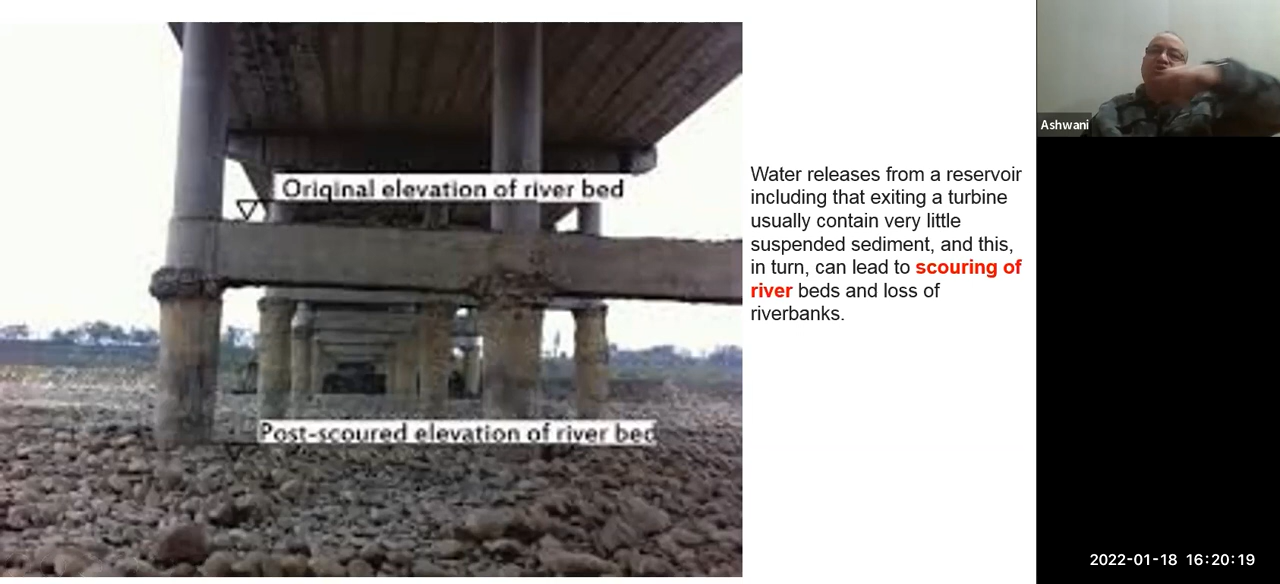 Original elevation of river bed
Post-scoured elevation of river bed
Water releases from a reservoir
including that exiting a turbine
usually contain very little
suspended sediment, and this,
in turn, can lead to scouring of
river beds and loss of
riverbanks.
Ashwani
2022-01-18 16:20:19